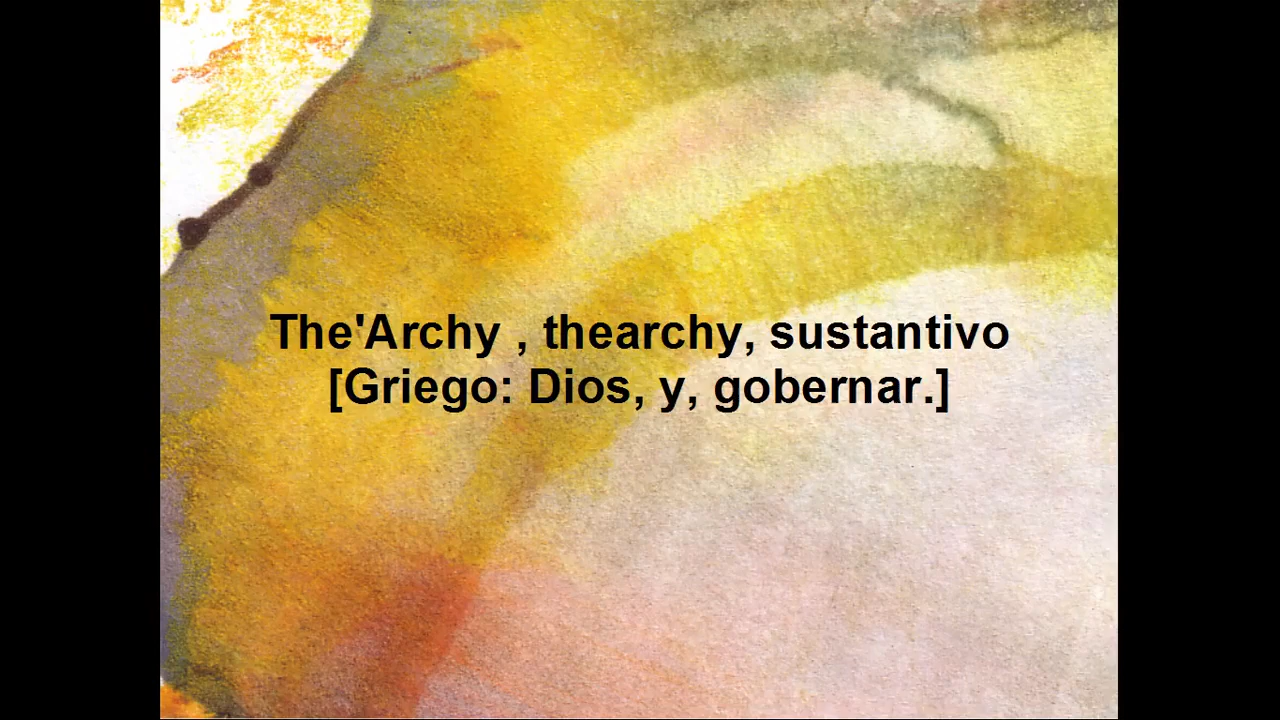 The'Archy , thearchy, sustantivo
[Griego: Dios, y, gobernar.]